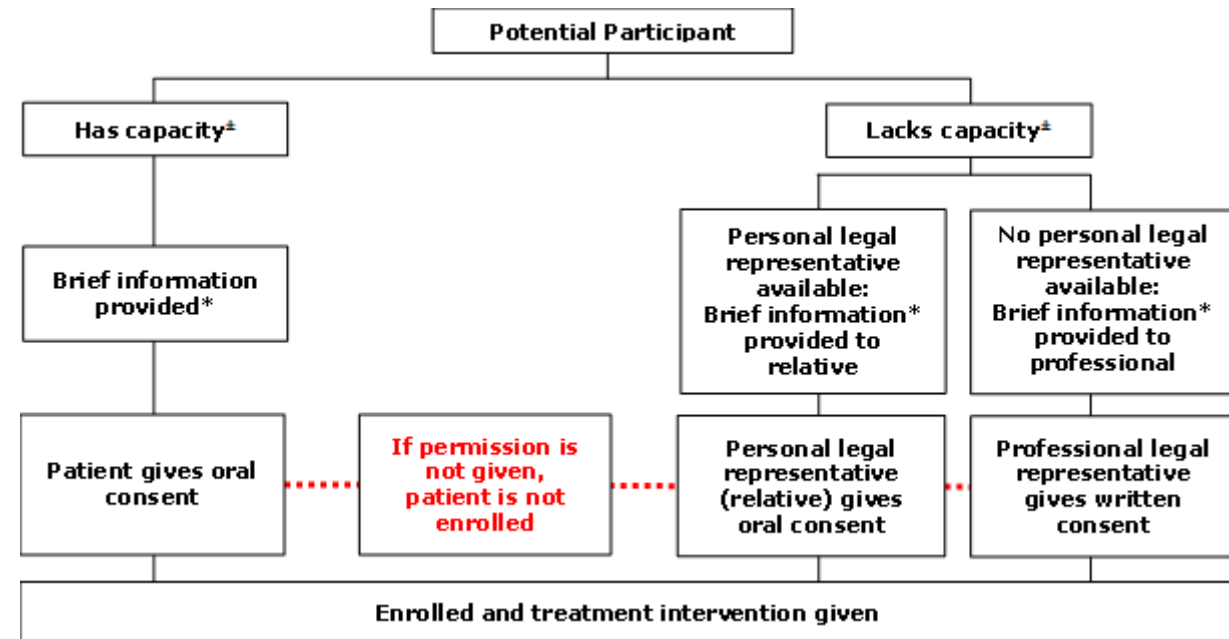 Potential Participant
Has capacity±
Lacks capacity±
Brief information
provided*
Personal legal
representative
available:
Brief information*
provided to
relative
No personal legal
representative
available:
Brief information*
provided to
professional
Patient gives oral
consent
If permission is
not given,
patient is not
enrolled
Personal legal
representative
(relative) gives
oral consent
Professional legal
representative
gives written
consent
Enrolled and treatment intervention given